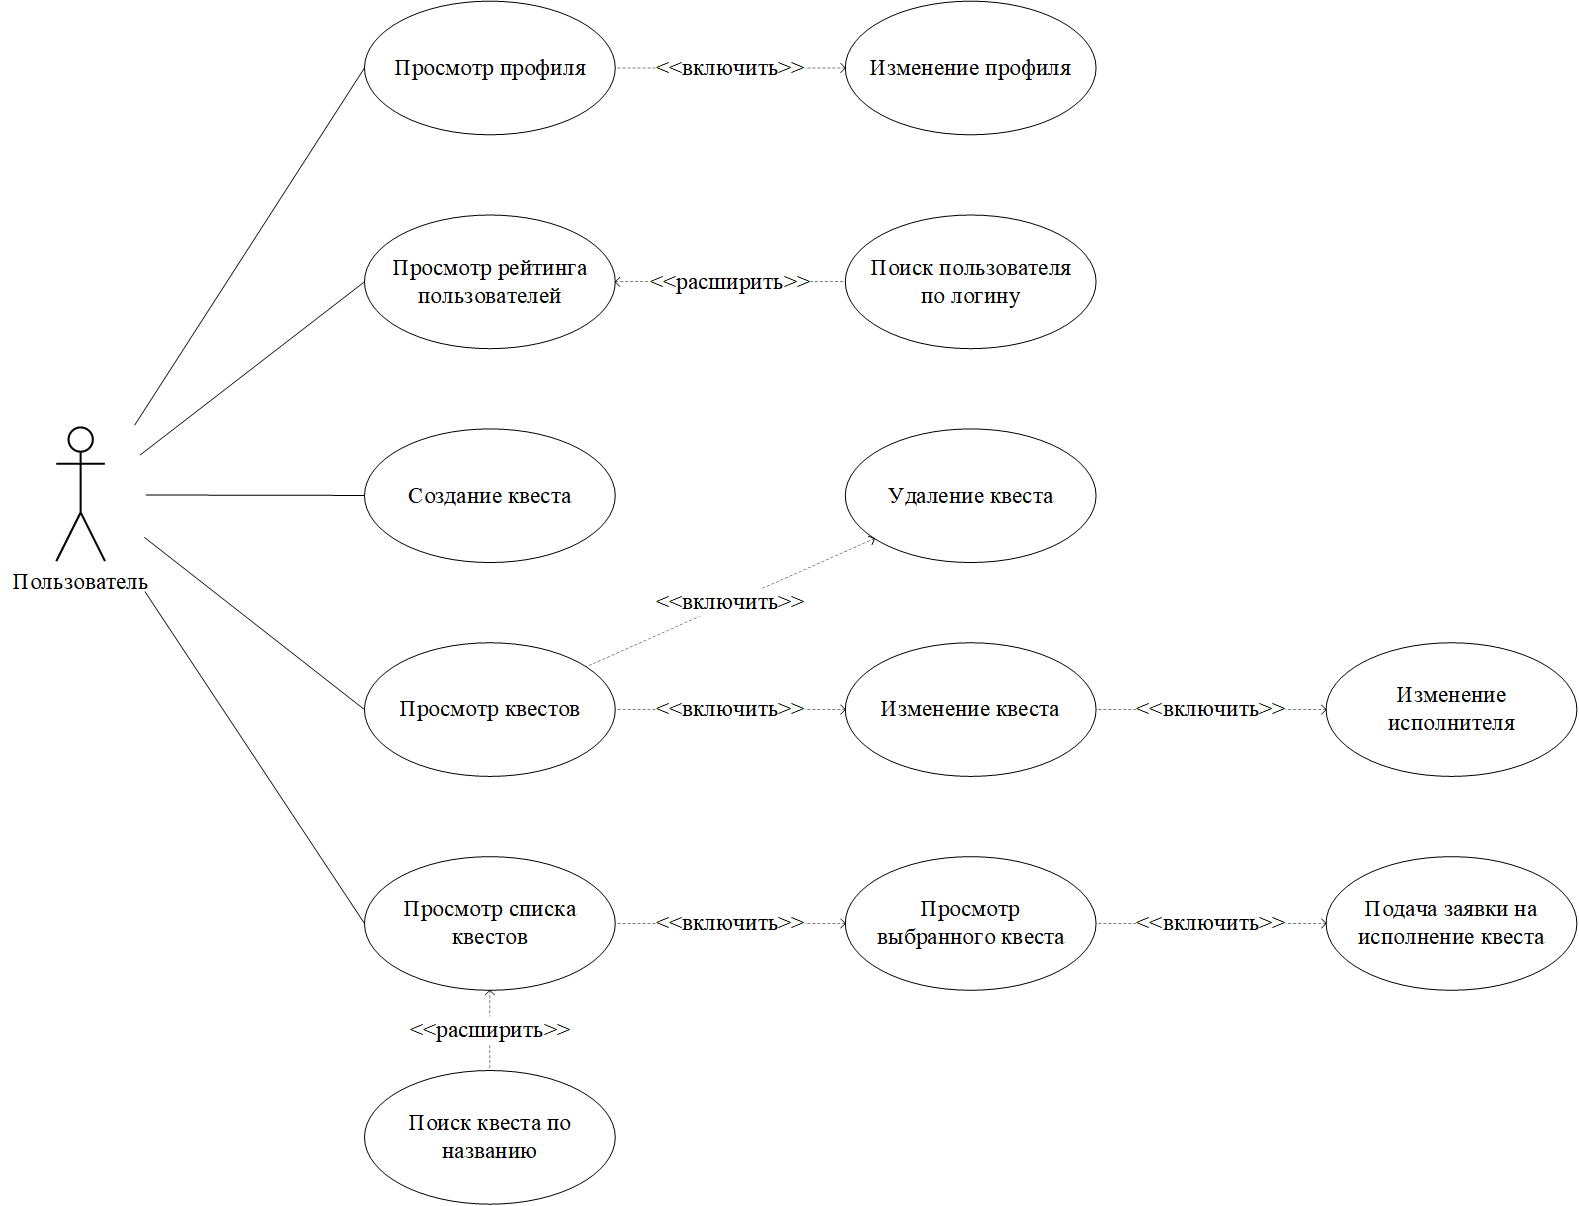 Просмотр профиля
<<включить>>
Изменение профиля
Просмотр рейтинга
пользователей
<<расширить>>
Поиск пользователя
по логину
Создание квеста
Удаление квеста
Пользователь
<<включить>>
Просмотр квестов
<<включить>>
Изменение квеста
<<включить>>
Изменение
исполнителя
Просмотр списка
квестов
<<включить>>
Просмотр
выбранного квеста
<<включить>>
Подача заявки на
исполнение квеста
<<расширить>>
Поиск квеста по
названию